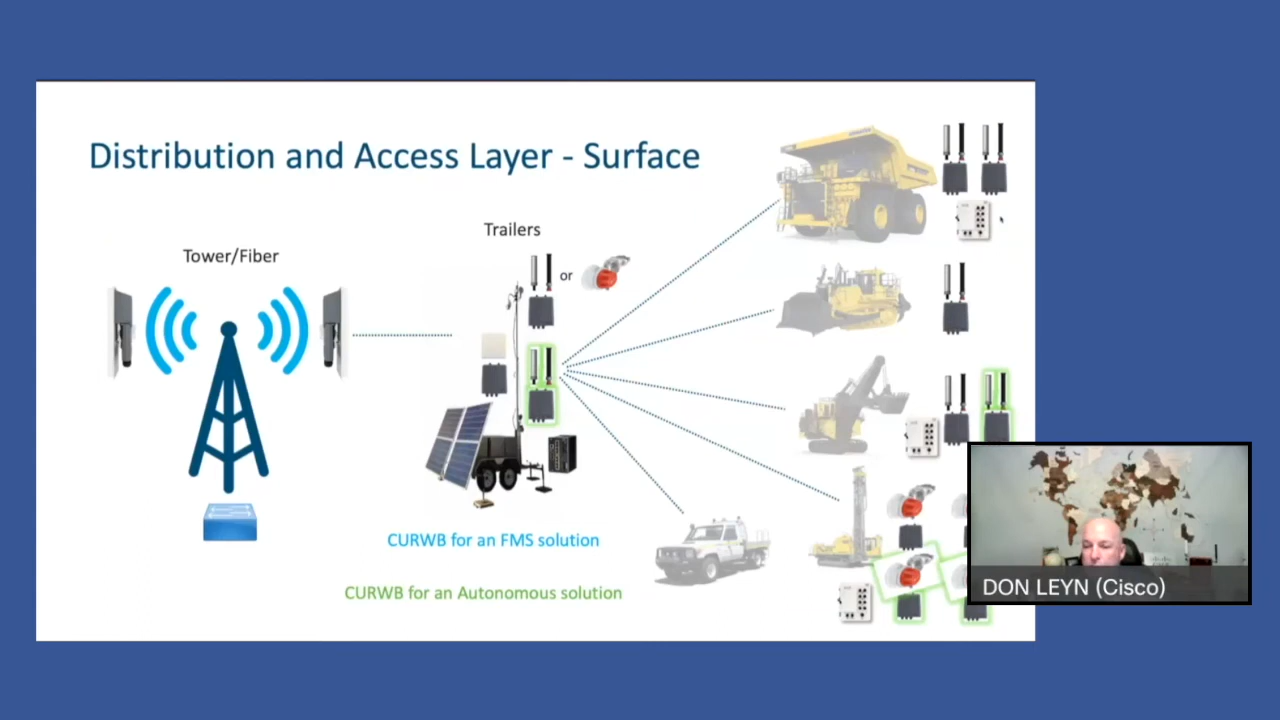 Distribution and Access Layer - Surface
Trailers
Tower/Fiber
or
CURWB for an FMS solution
CURWB for an Autonomous solution
DON LEYN (Cisco)